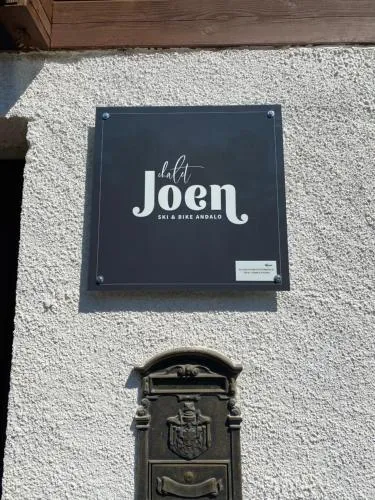 chalet
Joen
SKI & BIKE ANDALO